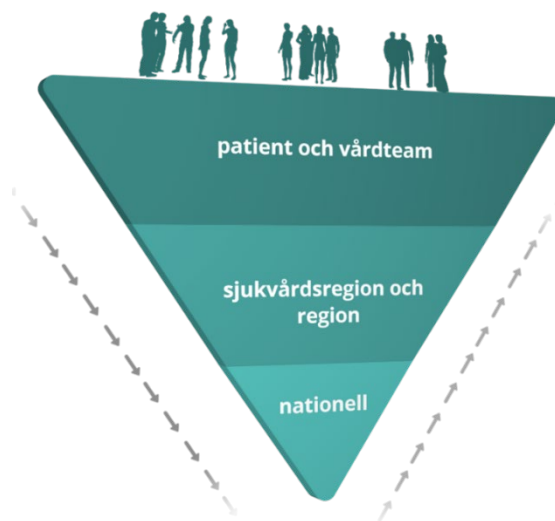 patient och vårdteam
sjukvårdsregion och
region
nationell